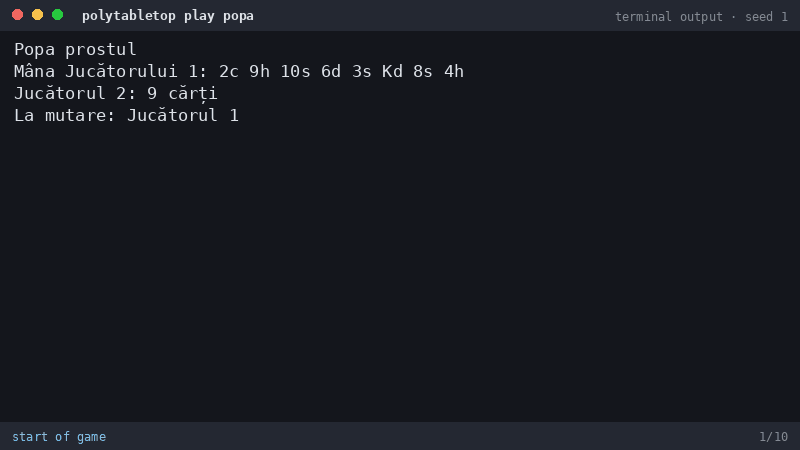 polytabletop play popa
terminal output · seed 1
Popa prostul
Mâna Jucătorului 1: 2c 9h 10s 6d 3s Kd 8s 4h
Jucătorul 2: 9 cărți
La mutare: Jucătorul 1
start of game
1/10